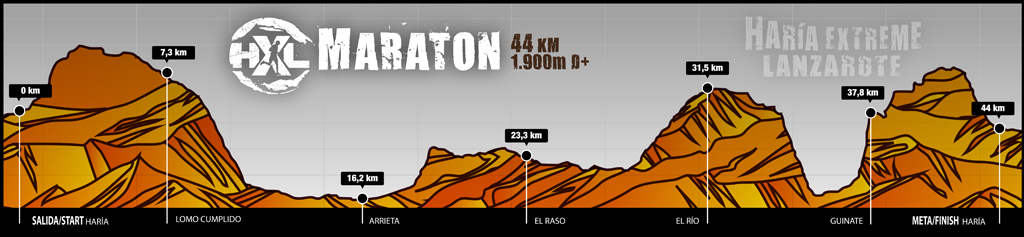 HXL MARATON 44 KM
1.900m D+
HARÍA EXTREME
LANZAROTE
0 km
7,3 km
16,2 km
23,3 km
31,5 km
37,8 km
44 km
SALIDA/START HARÍA
LOMO CUMPLIDO
ARRIETA
EL RASO
EL RÍO
GUINATE
META/FINISH HARÍA